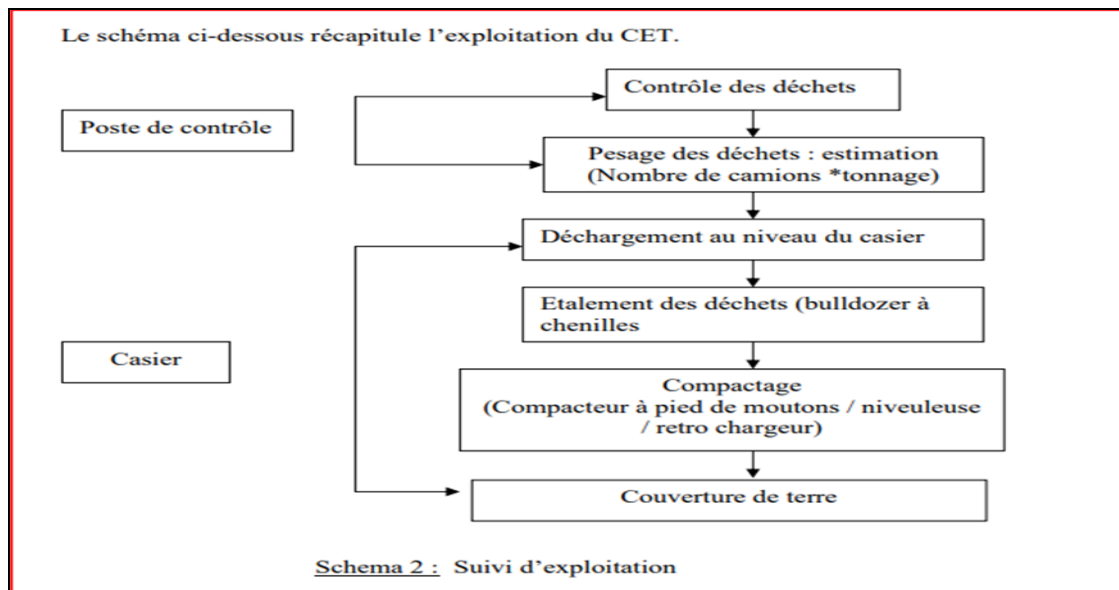 Le schéma ci-dessous récapitule l'exploitation du CET.
Contrôle des déchets
Poste de contrôle
Pesage des déchets : estimation
(Nombre de camions *tonnage)
Déchargement au niveau du casier
Etalement des déchets (bulldozer à
chenilles
Casier
Compactage
(Compacteur à pied de moutons / niveuleuse
/ retro chargeur)
Couverture de terre
Schema 2 : Suivi d'exploitation